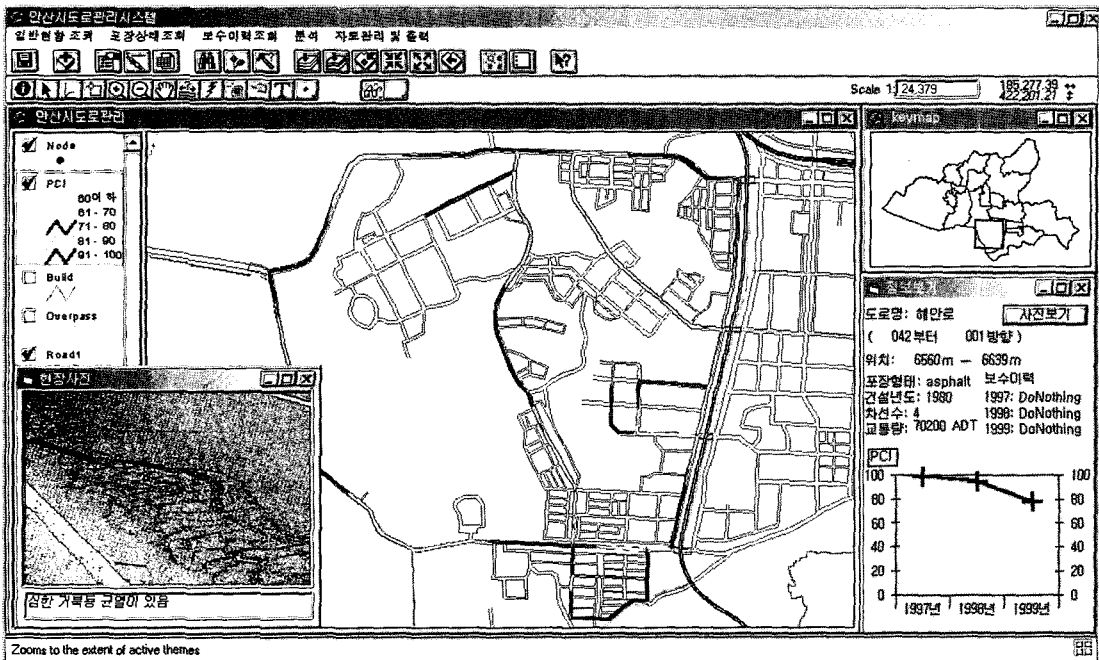 안산시도로관리시스템
일반현황 조회 포장상태조회 보수이력조회 분석 자료관리 및 출력
Scale 1: 24,379
185,277.39
422,201.27
안산시도로관리
keymap
Node
PCI
60이 하
61 - 70
71 - 80
81 - 90
91 - 100
Build
Overpass
Road1
도로명: 해안로
사진보기
( 042부터 001방향 )
위치: 6560m — 6639m
포장형태: asphalt 보수이력
건설년도: 1980 1997: DoNothing
차선수: 4 1998: DoNothing
교통량: 70200 ADT 1999: DoNothing
PCI
100 100
80 80
60 60
40 40
20 20
0 0
1997년 1998년 1999년
현장사진
심한 거북등 균열이 있음
Zooms to the extent of active themes